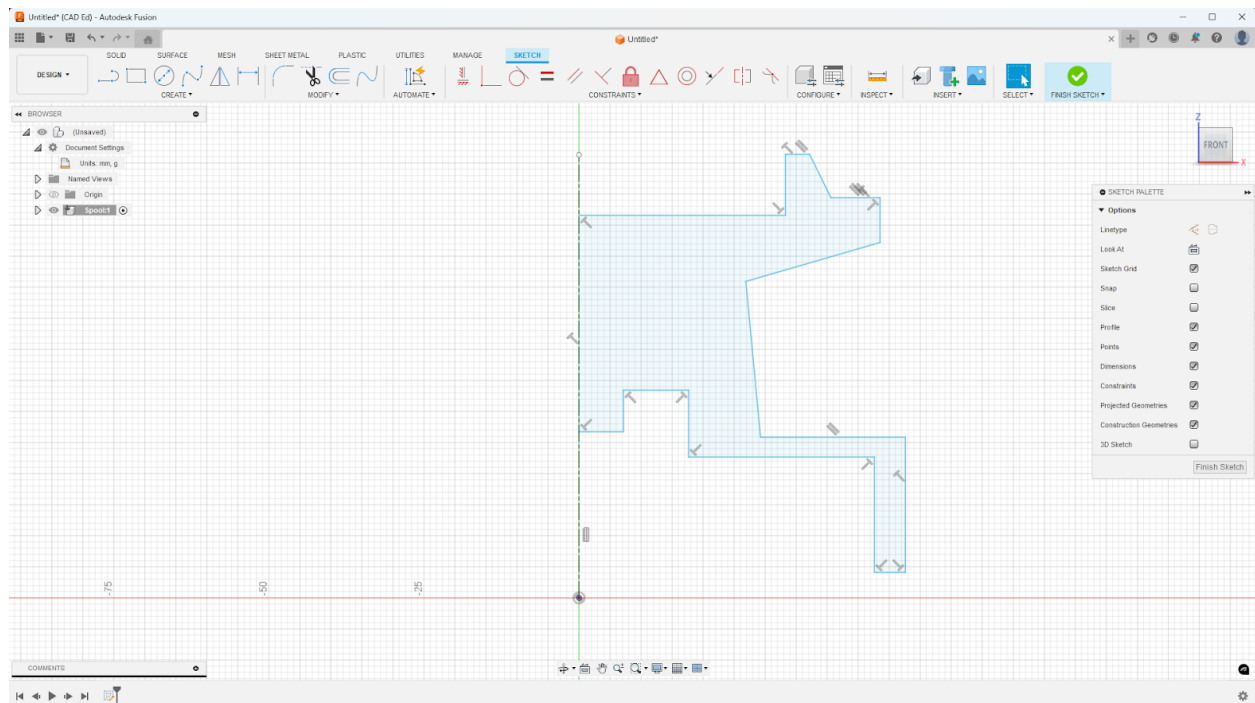 Untitled* (CAD Ed) - Autodesk Fusion
Untitled*
SOLID SURFACE MESH SHEET METAL PLASTIC UTILITIES MANAGE SKETCH
DESIGN
CREATE MODIFY AUTOMATE CONSTRAINTS CONFIGURE INSPECT INSERT SELECT FINISH SKETCH
BROWSER
(Unsaved)
Document Settings
Units: mm, g
Named Views
Origin
Spool:1
Z
FRONT
X
SKETCH PALETTE
Options
Linetype
Look At
Sketch Grid
Snap
Slice
Profile
Points
Dimensions
Constraints
Projected Geometries
Construction Geometries
3D Sketch
Finish Sketch
-75
-50
-25
COMMENTS